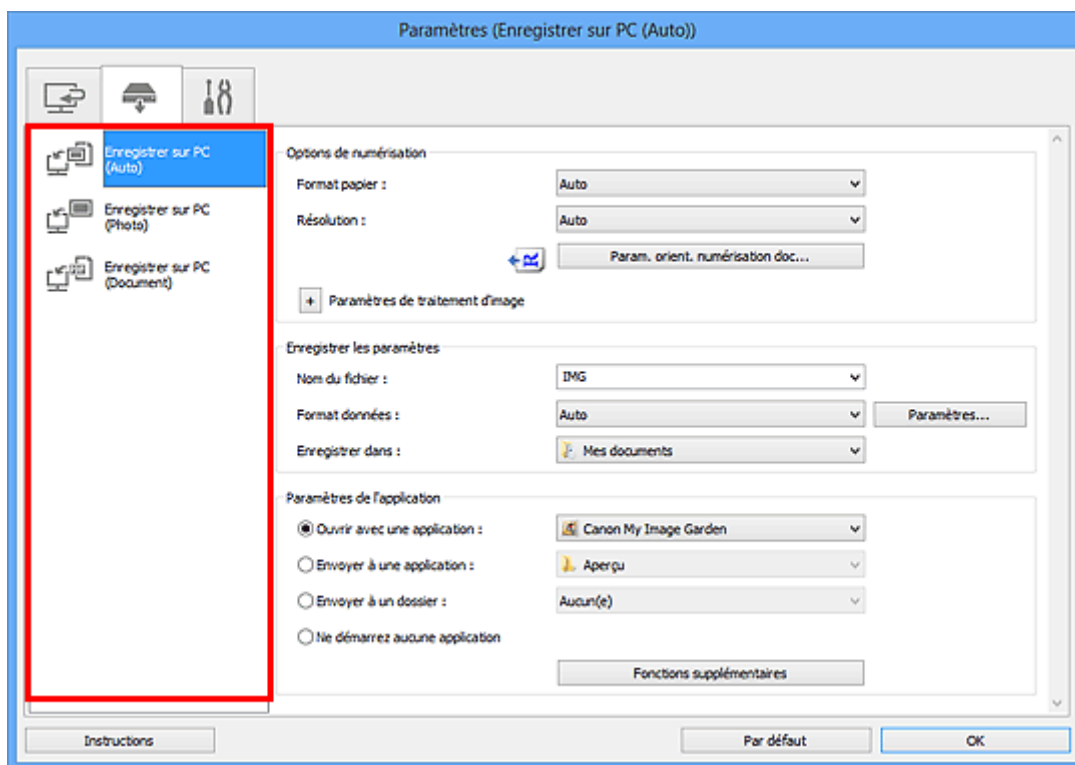 Paramètres (Enregistrer sur PC (Auto))
Enregistrer sur PC
(Auto)
Enregistrer sur PC
(Photo)
Enregistrer sur PC
(Document)
Options de numérisation
Format papier :
Auto
Résolution :
Auto
Param. orient. numérisation doc...
+ Paramètres de traitement d'image
Enregistrer les paramètres
Nom du fichier :
IMG
Format données :
Auto
Paramètres...
Enregistrer dans :
Mes documents
Paramètres de l'application
Ouvrir avec une application :
Canon My Image Garden
Envoyer à une application :
Aperçu
Envoyer à un dossier :
Aucun(e)
Ne démarrez aucune application
Fonctions supplémentaires
Instructions
Par défaut
OK